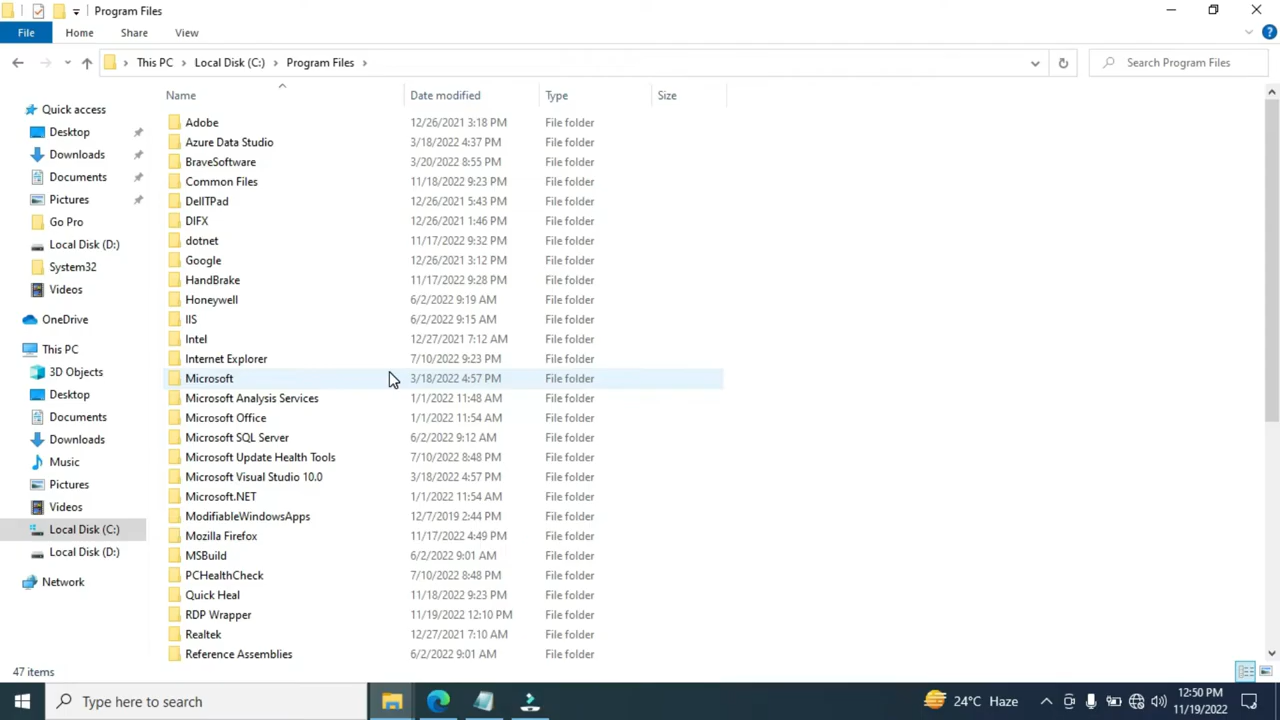 Program Files
File Home Share View
This PC Local Disk (C:) Program Files Search Program Files
Name Date modified Type Size
Quick access
Desktop
Downloads
Documents
Pictures
Go Pro
Local Disk (D:)
System32
Videos
OneDrive
This PC
3D Objects
Desktop
Documents
Downloads
Music
Pictures
Videos
Local Disk (C:)
Local Disk (D:)
Network
Adobe 12/26/2021 3:18 PM File folder
Azure Data Studio 3/18/2022 4:37 PM File folder
BraveSoftware 3/20/2022 8:55 PM File folder
Common Files 11/18/2022 9:23 PM File folder
DellTPad 12/26/2021 5:43 PM File folder
DIFX 12/26/2021 1:46 PM File folder
dotnet 11/17/2022 9:32 PM File folder
Google 12/26/2021 3:12 PM File folder
HandBrake 11/17/2022 9:28 PM File folder
Honeywell 6/2/2022 9:19 AM File folder
IIS 6/2/2022 9:15 AM File folder
Intel 12/27/2021 7:12 AM File folder
Internet Explorer 7/10/2022 9:23 PM File folder
Microsoft 3/18/2022 4:57 PM File folder
Microsoft Analysis Services 1/1/2022 11:48 AM File folder
Microsoft Office 1/1/2022 11:54 AM File folder
Microsoft SQL Server 6/2/2022 9:12 AM File folder
Microsoft Update Health Tools 7/10/2022 8:48 PM File folder
Microsoft Visual Studio 10.0 3/18/2022 4:57 PM File folder
Microsoft.NET 1/1/2022 11:54 AM File folder
ModifiableWindowsApps 12/7/2019 2:44 PM File folder
Mozilla Firefox 11/17/2022 4:49 PM File folder
MSBuild 6/2/2022 9:01 AM File folder
PCHealthCheck 7/10/2022 8:48 PM File folder
Quick Heal 11/18/2022 9:23 PM File folder
RDP Wrapper 11/19/2022 12:10 PM File folder
Realtek 12/27/2021 7:10 AM File folder
Reference Assemblies 6/2/2022 9:01 AM File folder
47 items
Type here to search
24°C Haze
12:50 PM
11/19/2022